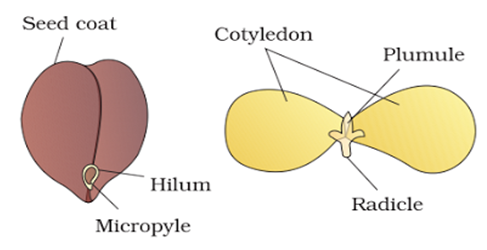 Seed coat
Cotyledon
Plumule
Hilum
Micropyle
Radicle